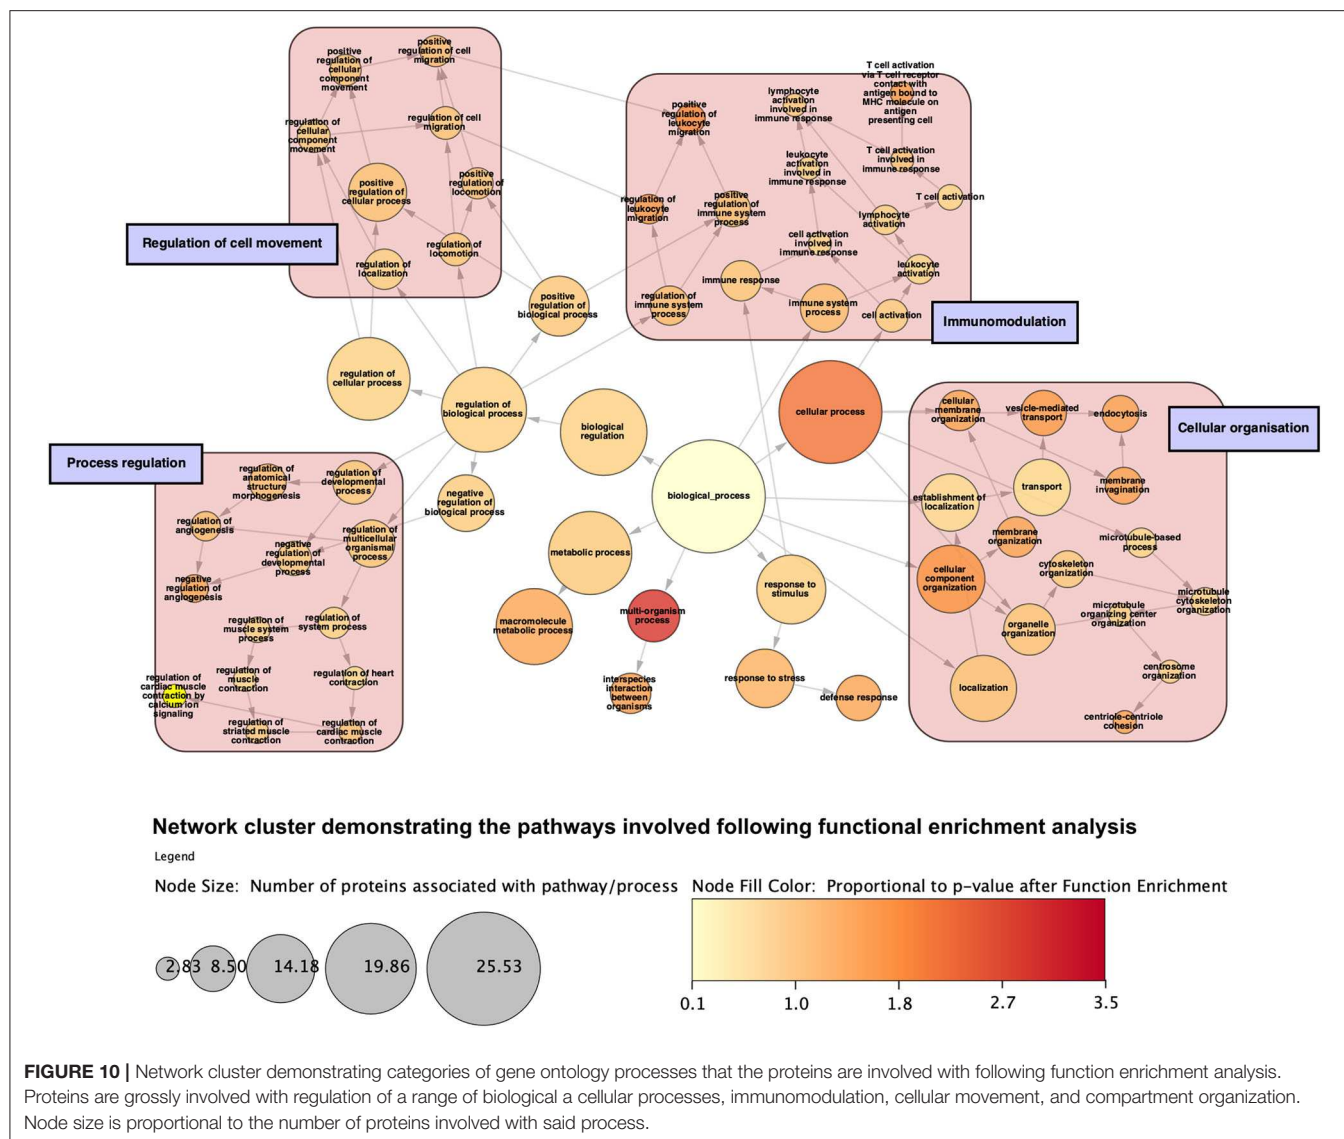 positive
regulation of
cellular
component
movement
positive
regulation of cell
migration
regulation of
cellular
component
movement
regulation of cell
migration
positive
regulation of
cellular process
positive
regulation of
locomotion
regulation of
locomotion
regulation of
localization
Regulation of cell movement
positive
regulation of
leukocyte
migration
lymphocyte
activation
involved in
immune response
T cell activation
via T cell receptor
contact with
antigen bound to
MHC molecule on
antigen
presenting cell
leukocyte
activation
involved in
immune response
T cell activation
involved in
immune response
T cell activation
regulation of
leukocyte
migration
positive
regulation of
immune system
process
lymphocyte
activation
cell activation
involved in
immune response
leukocyte
activation
immune response
regulation of
immune system
process
immune system
process
cell activation
Immunomodulation
positive
regulation of
biological process
regulation of
cellular process
regulation of
biological process
biological
regulation
cellular process
biological_process
negative
regulation of
biological process
metabolic process
macromolecule
metabolic process
multi-organism
process
interspecies
interaction
between
organisms
response to
stimulus
response to stress
defense response
Process regulation
regulation of
anatomical
structure
morphogenesis
regulation of
developmental
process
regulation of
angiogenesis
negative
regulation of
developmental
process
regulation of
multicellular
organismal
process
negative
regulation of
angiogenesis
regulation of
muscle system
process
regulation of
system process
regulation of
muscle
contraction
regulation of heart
contraction
regulation of
cardiac muscle
contraction by
calcium ion
signaling
regulation of
striated muscle
contraction
regulation of
cardiac muscle
contraction
Cellular organisation
cellular
membrane
organization
vesicle-mediated
transport
endocytosis
establishment of
localization
transport
membrane
invagination
membrane
organization
microtubule-based
process
cellular
component
organization
cytoskeleton
organization
microtubule
cytoskeleton
organization
organelle
organization
microtubule
organizing center
organization
localization
centrosome
organization
centriole-centriole
cohesion
Network cluster demonstrating the pathways involved following functional enrichment analysis
Legend
Node Size: Number of proteins associated with pathway/process
Node Fill Color: Proportional to p-value after Function Enrichment
2.83 8.50 14.18 19.86 25.53
0.1 1.0 1.8 2.7 3.5
FIGURE 10 | Network cluster demonstrating categories of gene ontology processes that the proteins are involved with following function enrichment analysis.
Proteins are grossly involved with regulation of a range of biological a cellular processes, immunomodulation, cellular movement, and compartment organization.
Node size is proportional to the number of proteins involved with said process.